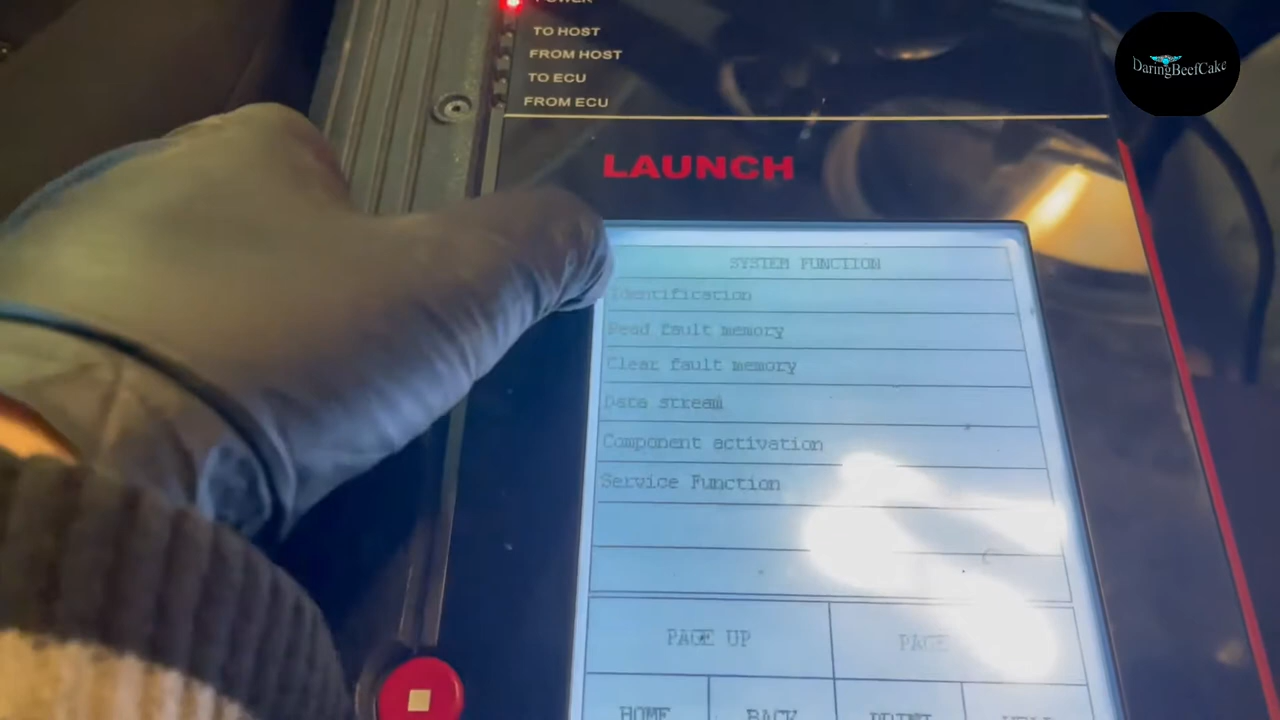 POWER
TO HOST
FROM HOST
TO ECU
FROM ECU
DaringBeefCake
LAUNCH
SYSTEM FUNCTION
Identification
Read fault memory
Clear fault memory
Data stream
Component activation
Service Function
PAGE UP PAGE
HOME BACK PRINT